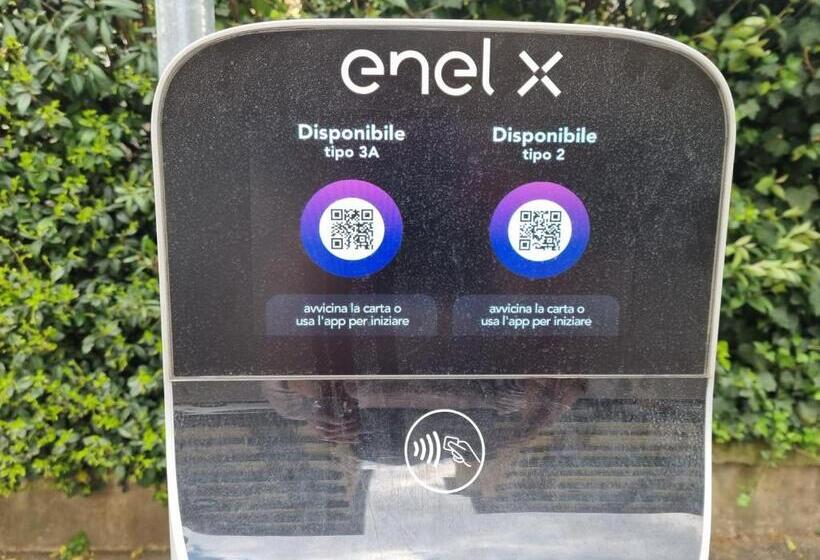 enel x
Disponibile
tipo 3A
avvicina la carta o
usa l'app per iniziare
Disponibile
tipo 2
avvicina la carta o
usa l'app per iniziare